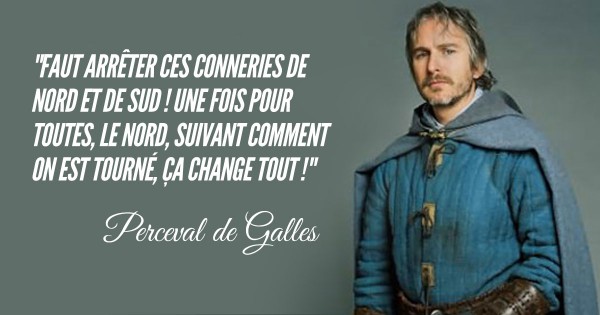 "FAUT ARRÊTER CES CONNERIES DE
NORD ET DE SUD ! UNE FOIS POUR
TOUTES, LE NORD, SUIVANT COMMENT
ON EST TOURNÉ, ÇA CHANGE TOUT !"
Perceval de Galles